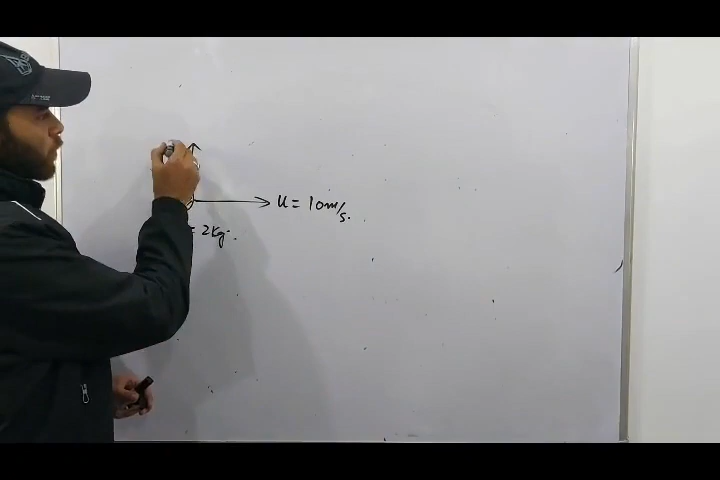 u = 10m/s.
= 2kg.